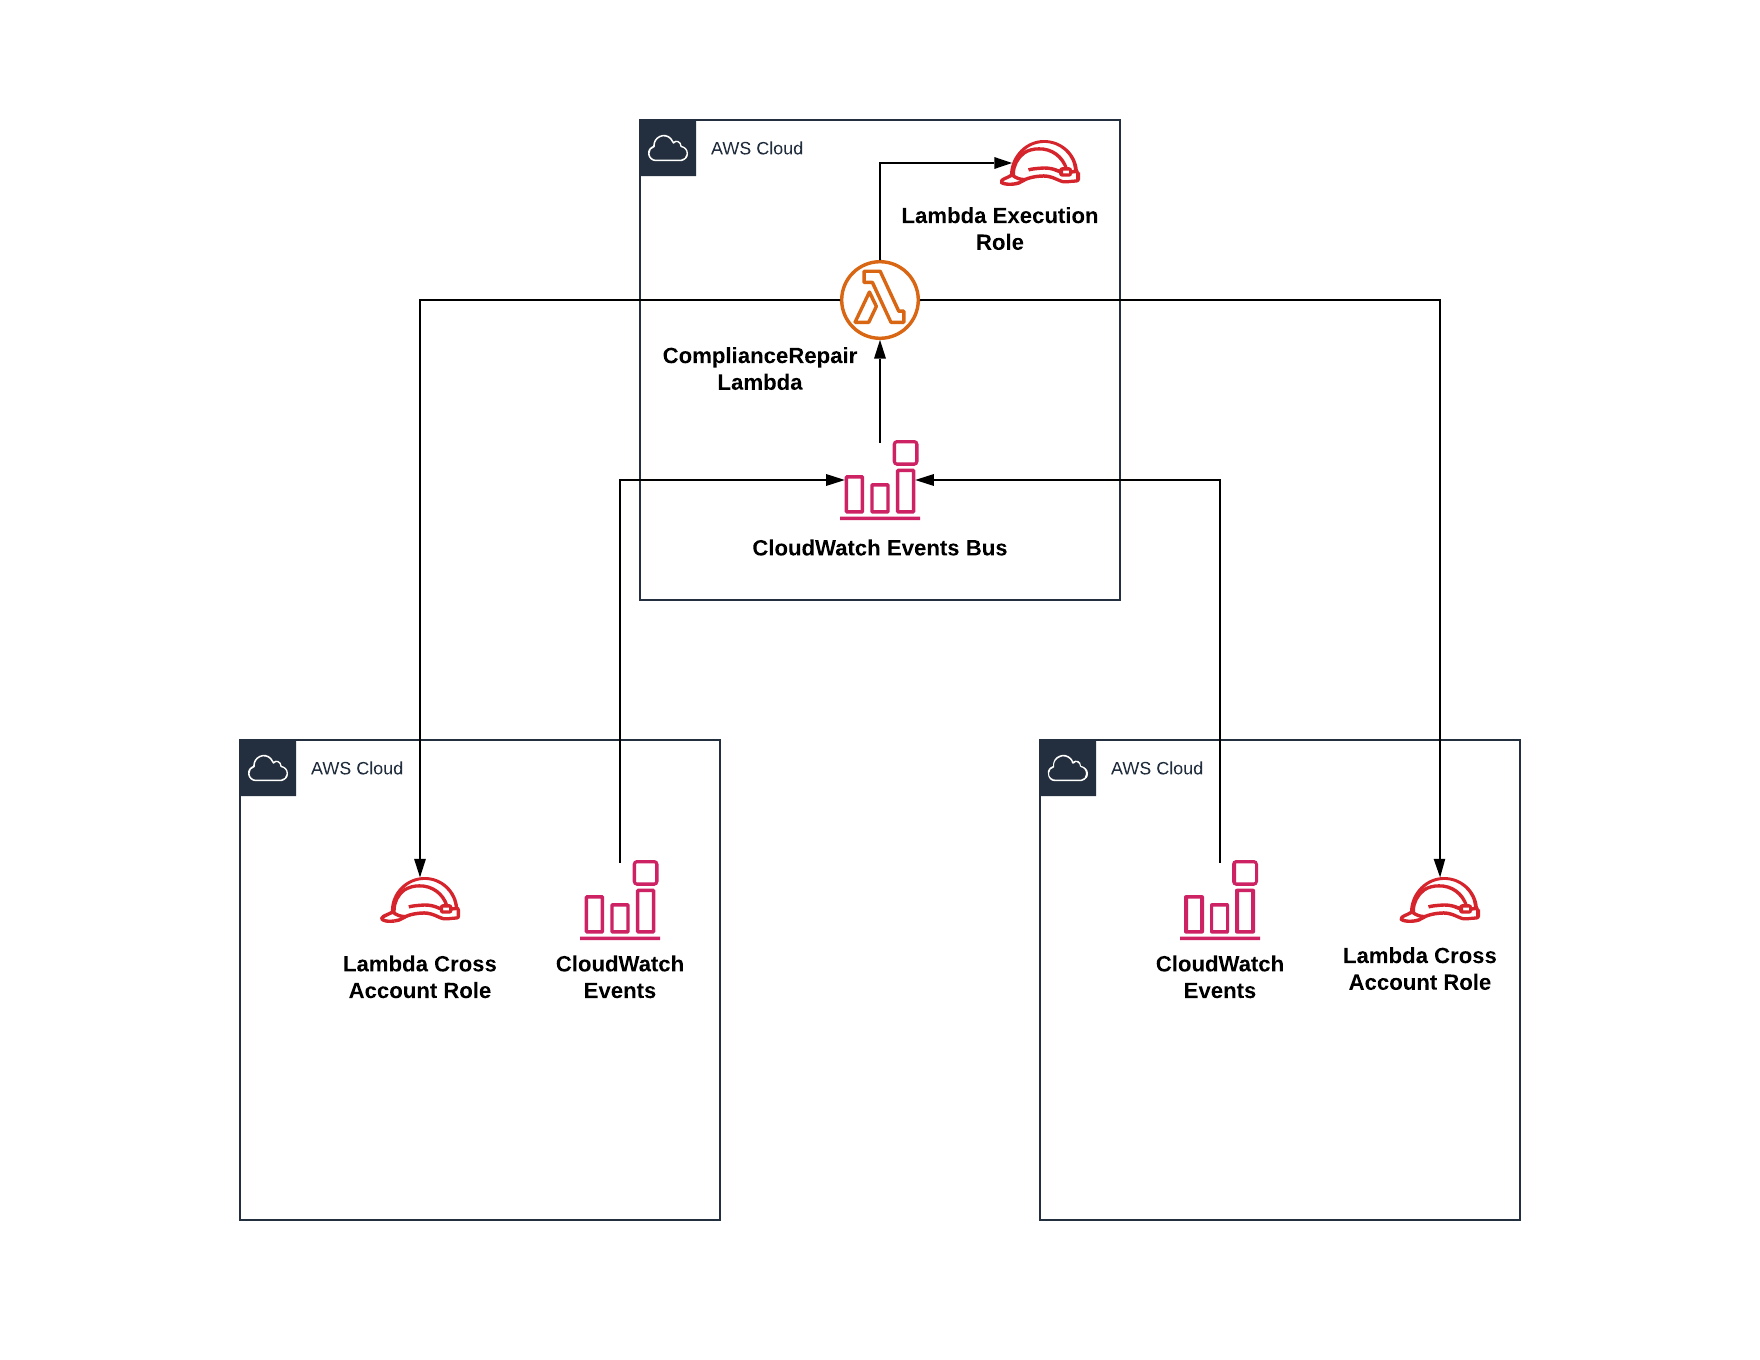 AWS Cloud
Lambda Execution
Role
ComplianceRepair
Lambda
CloudWatch Events Bus
AWS Cloud
Lambda Cross
Account Role
CloudWatch
Events
AWS Cloud
CloudWatch
Events
Lambda Cross
Account Role